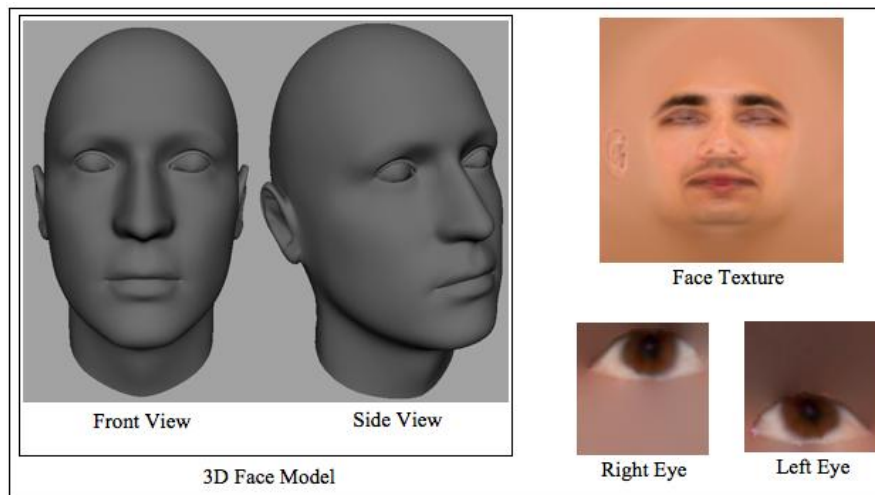 Front View
Side View
3D Face Model
Face Texture
Right Eye
Left Eye